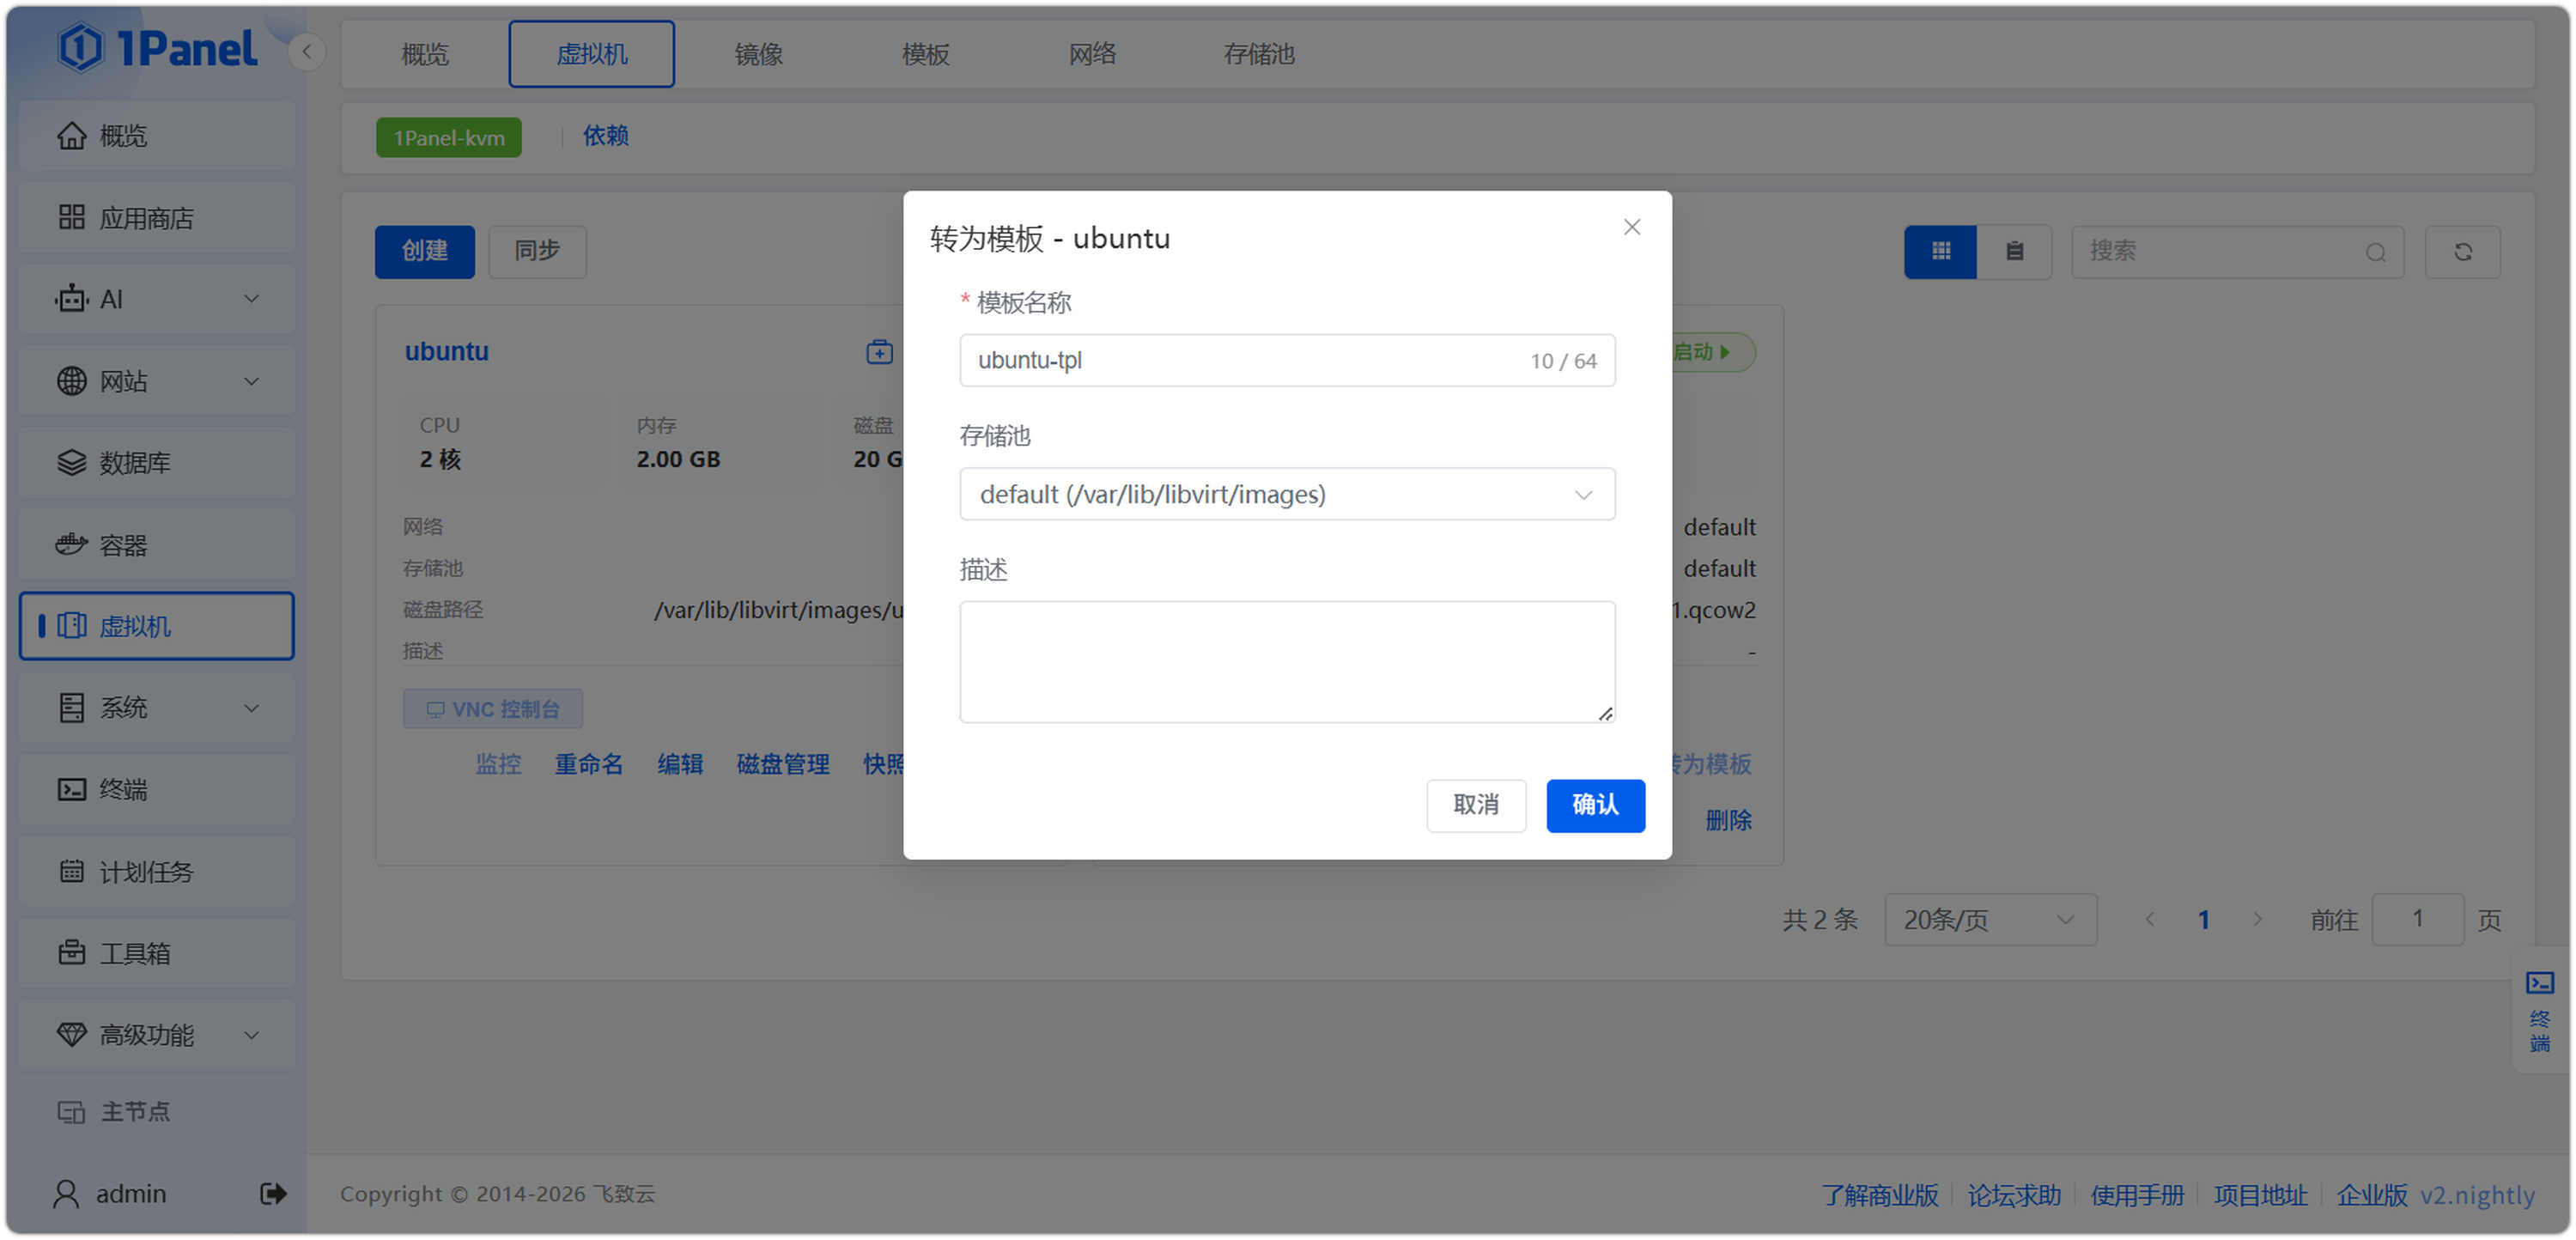 1Panel
概览
应用商店
AI
网站
数据库
容器
虚拟机
系统
终端
计划任务
工具箱
高级功能
主节点
admin
概览 虚拟机 镜像 模板 网络 存储池
1Panel-kvm 依赖
创建 同步 搜索
ubuntu 启动
CPU 内存 磁盘
2 核 2.00 GB 20 G
网络 default
存储池 default
磁盘路径 /var/lib/libvirt/images/u 1.qcow2
描述 -
VNC 控制台
监控 重命名 编辑 磁盘管理 快照 转为模板
删除
转为模板 - ubuntu
* 模板名称
ubuntu-tpl 10 / 64
存储池
default (/var/lib/libvirt/images)
描述
取消 确认
共 2 条 20条/页 1 前往 1 页
终端
Copyright © 2014-2026 飞致云 了解商业版 论坛求助 使用手册 项目地址 企业版 v2.nightly